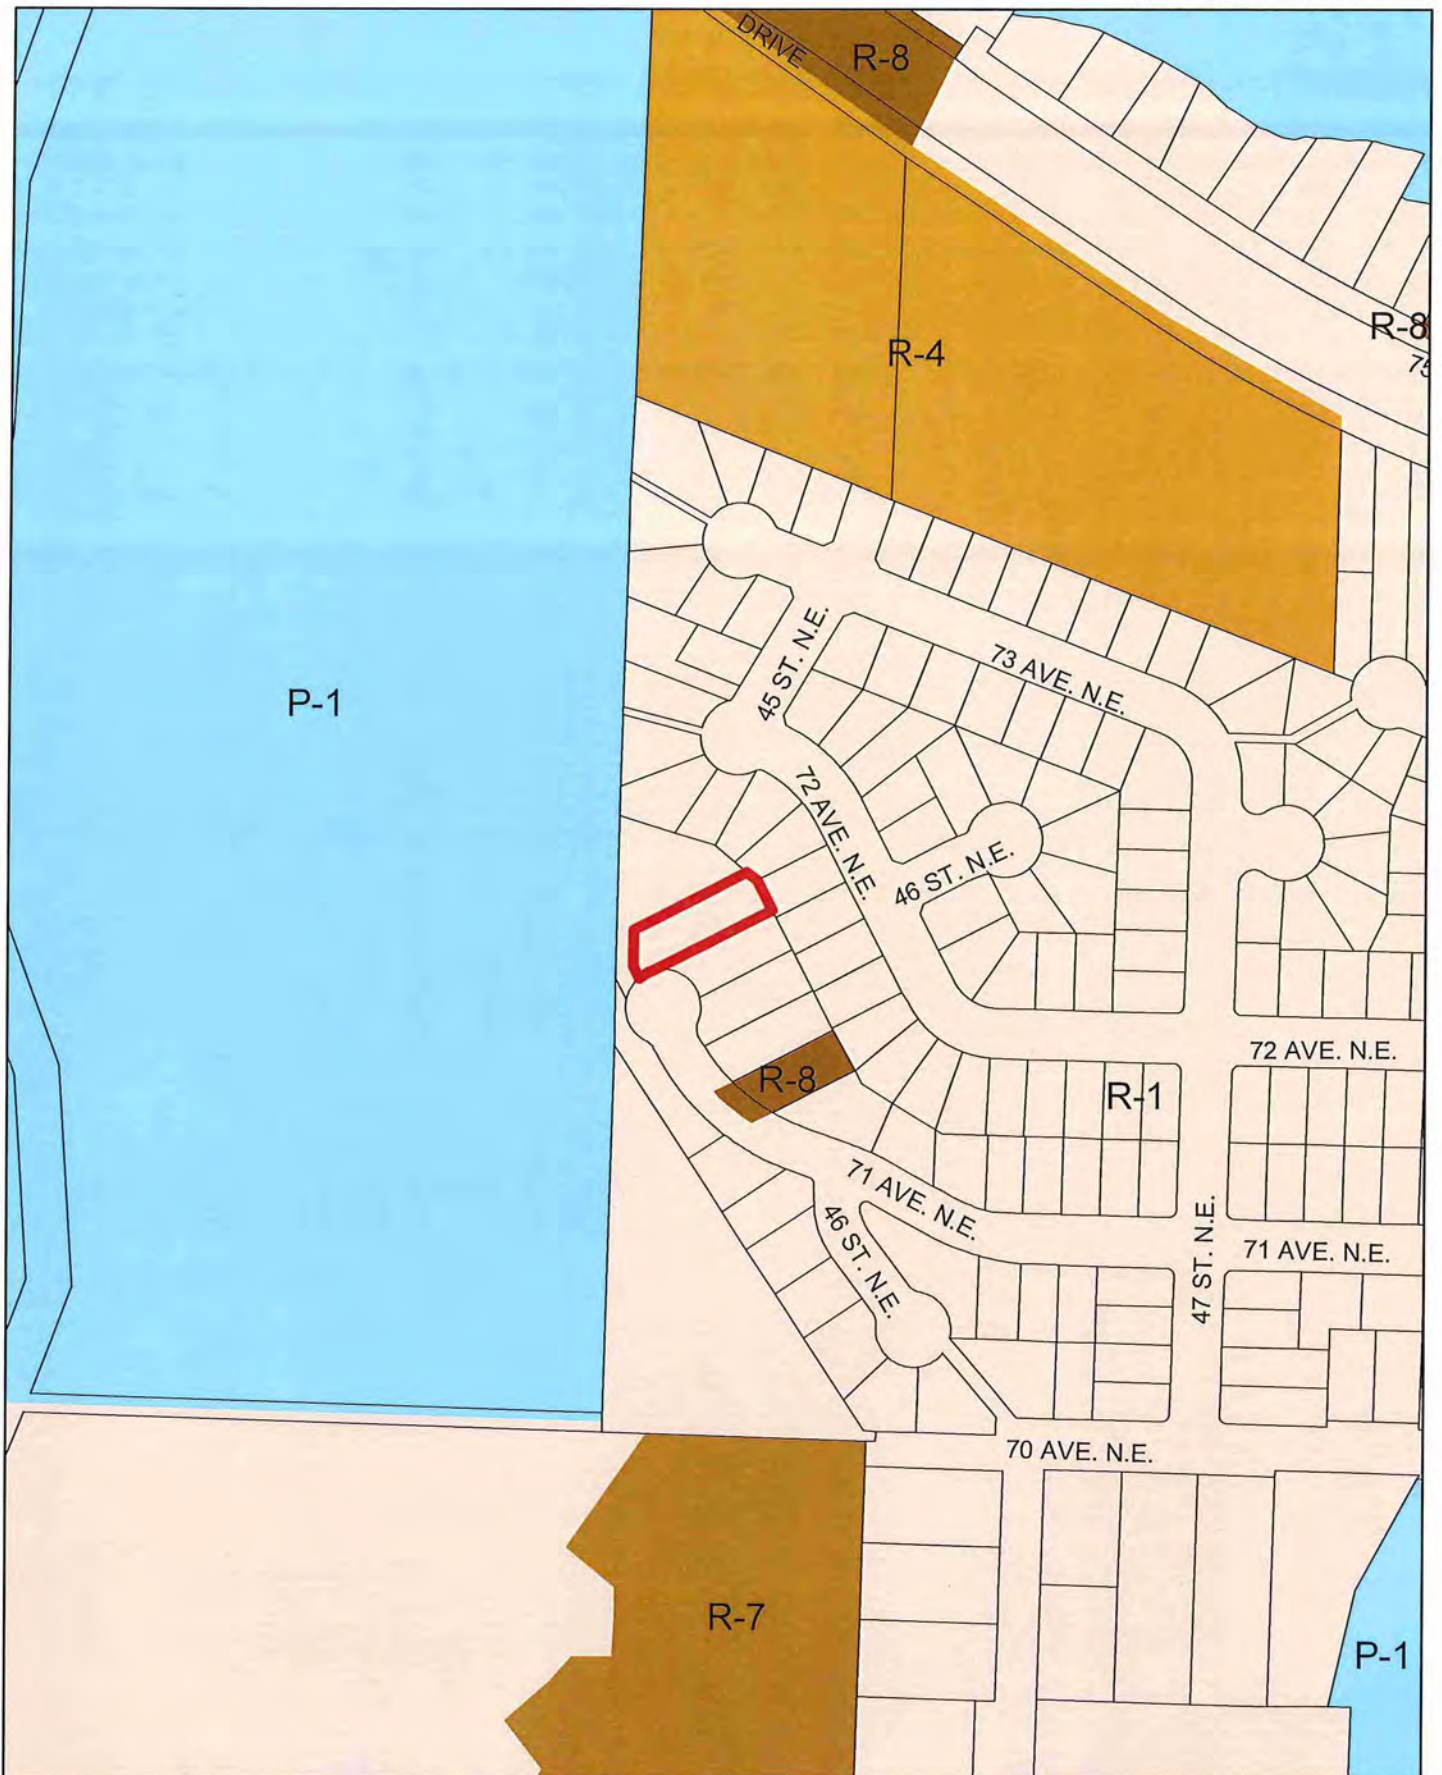 DRIVE
R-8
R-8
75
R-4
45 ST. N.E.
73 AVE. N.E.
P-1
72 AVE. N.E.
46 ST. N.E.
72 AVE. N.E.
R-8
R-1
71 AVE. N.E.
46 ST. N.E.
47 ST. N.E.
71 AVE. N.E.
70 AVE. N.E.
R-7
P-1